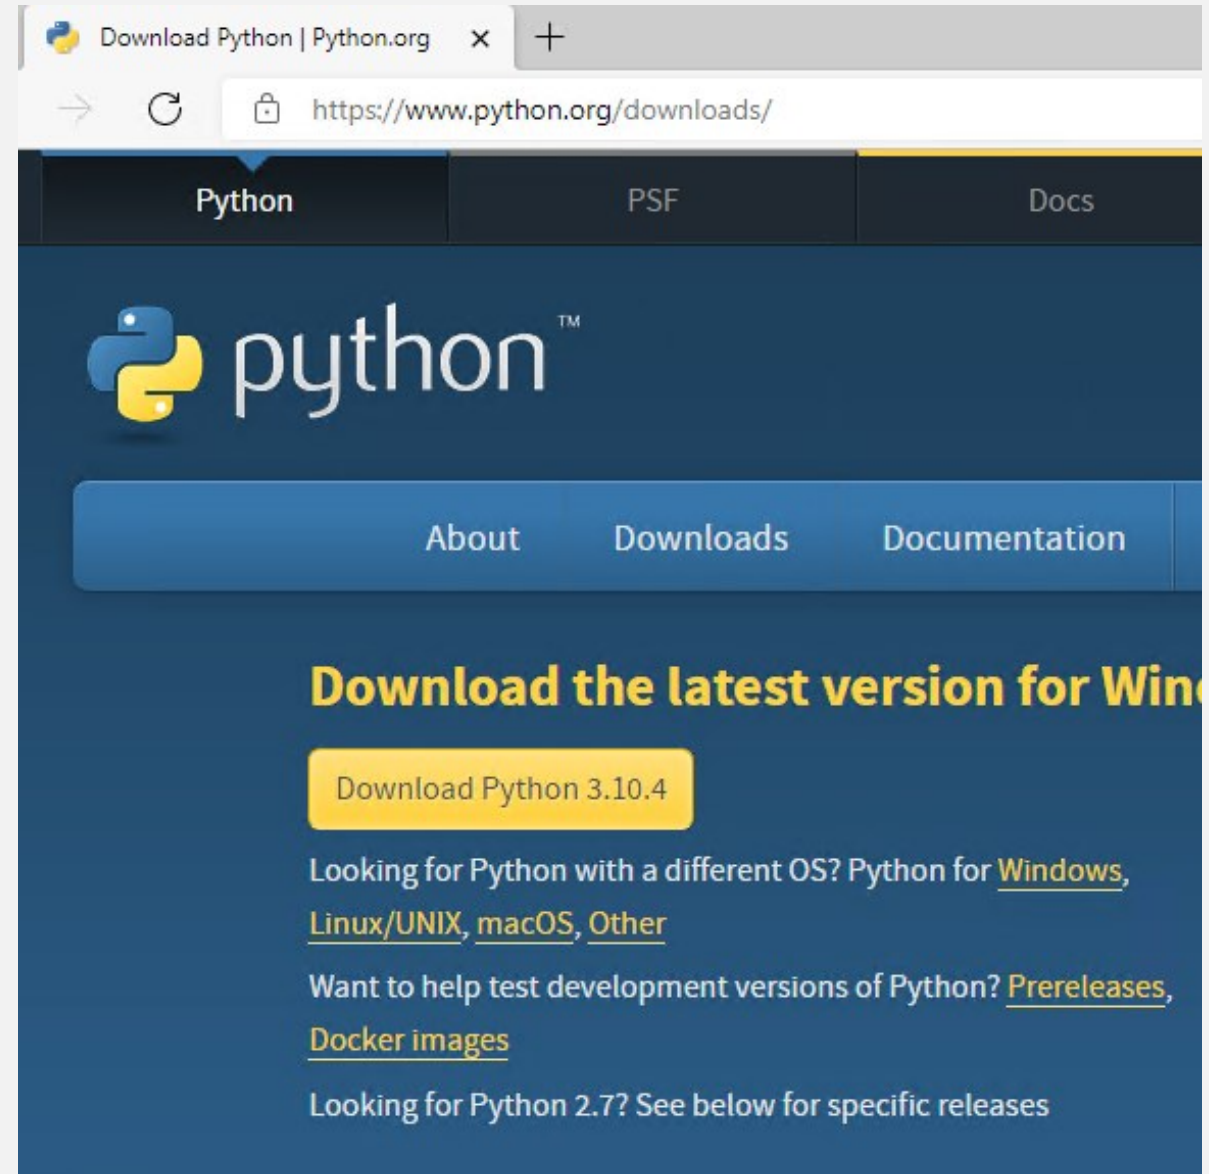 Download Python | Python.org
https://www.python.org/downloads/
Python PSF Docs
python™
About Downloads Documentation
Download the latest version for
Download Python 3.10.4
Looking for Python with a different OS? Python for Windows,
Linux/UNIX, macOS, Other
Want to help test development versions of Python? Prereleases,
Docker images
Looking for Python 2.7? See below for specific releases